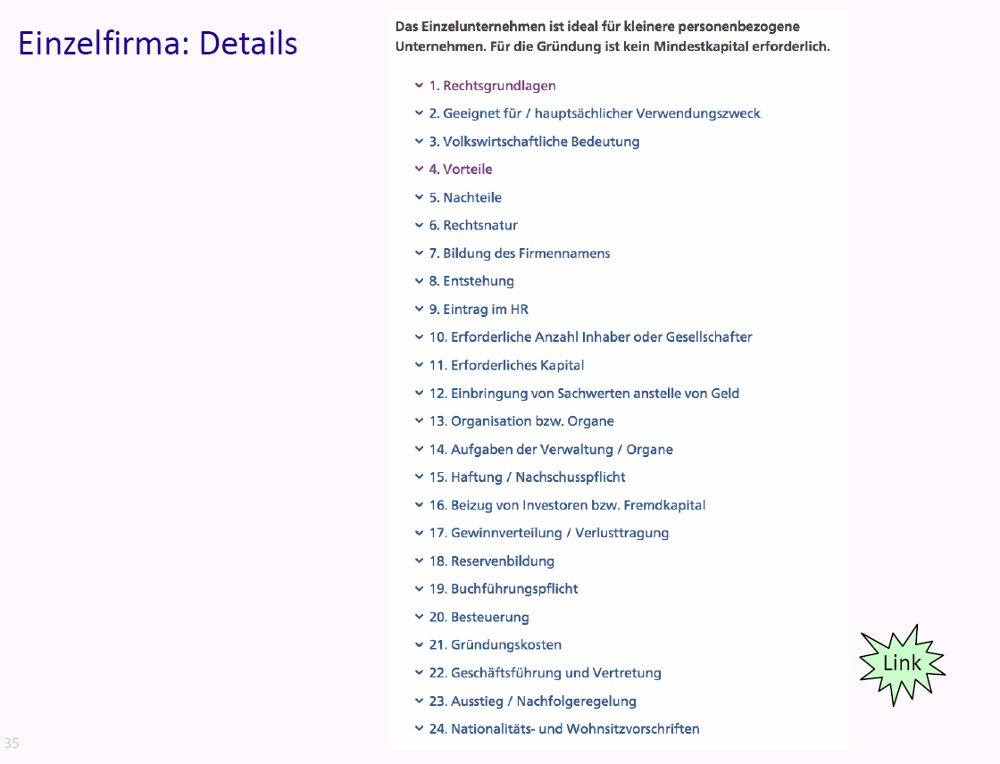 Einzelfirma: Details
Das Einzelunternehmen ist ideal für kleinere personenbezogene
Unternehmen. Für die Gründung ist kein Mindestkapital erforderlich.
1. Rechtsgrundlagen
2. Geeignet für / hauptsächlicher Verwendungszweck
3. Volkswirtschaftliche Bedeutung
4. Vorteile
5. Nachteile
6. Rechtsnatur
7. Bildung des Firmennamens
8. Entstehung
9. Eintrag im HR
10. Erforderliche Anzahl Inhaber oder Gesellschafter
11. Erforderliches Kapital
12. Einbringung von Sachwerten anstelle von Geld
13. Organisation bzw. Organe
14. Aufgaben der Verwaltung / Organe
15. Haftung / Nachschusspflicht
16. Beizug von Investoren bzw. Fremdkapital
17. Gewinnverteilung / Verlusttragung
18. Reservenbildung
19. Buchführungspflicht
20. Besteuerung
21. Gründungskosten
22. Geschäftsführung und Vertretung
23. Ausstieg / Nachfolgeregelung
24. Nationalitäts- und Wohnsitzvorschriften
Link
35